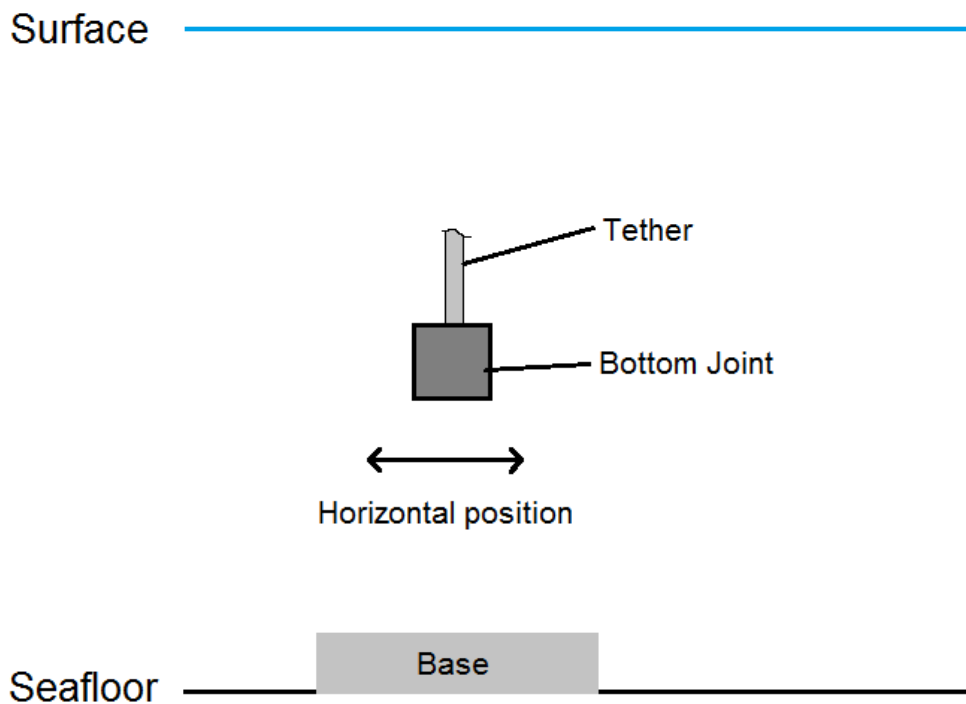 Surface
Tether
Bottom Joint
Horizontal position
Base
Seafloor